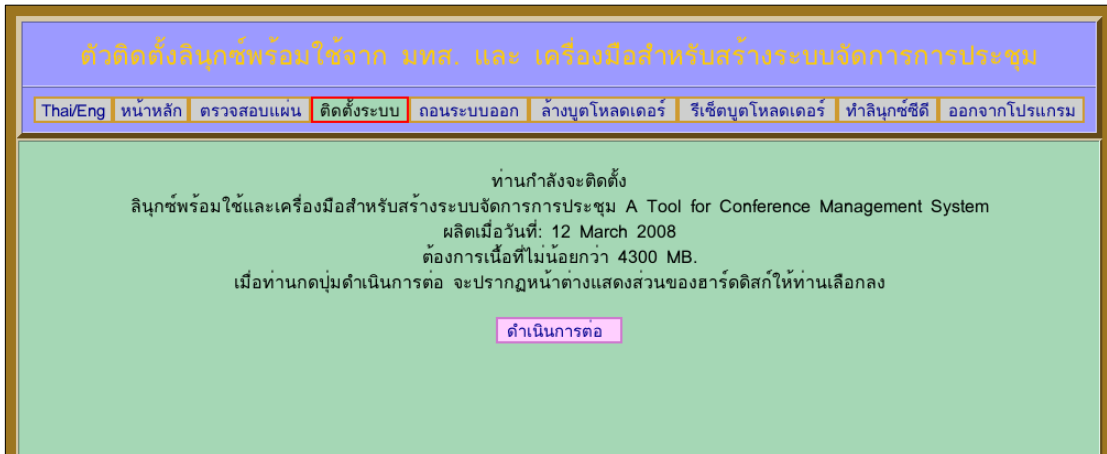 ตัวติดตั้งลินุกซ์พร้อมใช้จาก มทส. และ เครื่องมือสำหรับสร้างระบบจัดการการประชุม
Thai/Eng หน้าหลัก ตรวจสอบแผ่น ติดตั้งระบบ ถอนระบบออก ล้างบูตโหลดเดอร์ รีเซ็ตบูตโหลดเดอร์ ทำลินุกซ์ซีดี ออกจากโปรแกรม
ท่านกำลังจะติดตั้ง
ลินุกซ์พร้อมใช้และเครื่องมือสำหรับสร้างระบบจัดการการประชุม A Tool for Conference Management System
ผลิตเมื่อวันที่: 12 March 2008
ต้องการเนื้อที่ไม่น้อยกว่า 4300 MB.
เมื่อท่านกดปุ่มดำเนินการต่อ จะปรากฏหน้าต่างแสดงส่วนของฮาร์ดดิสก์ให้ท่านเลือกลง
ดำเนินการต่อ